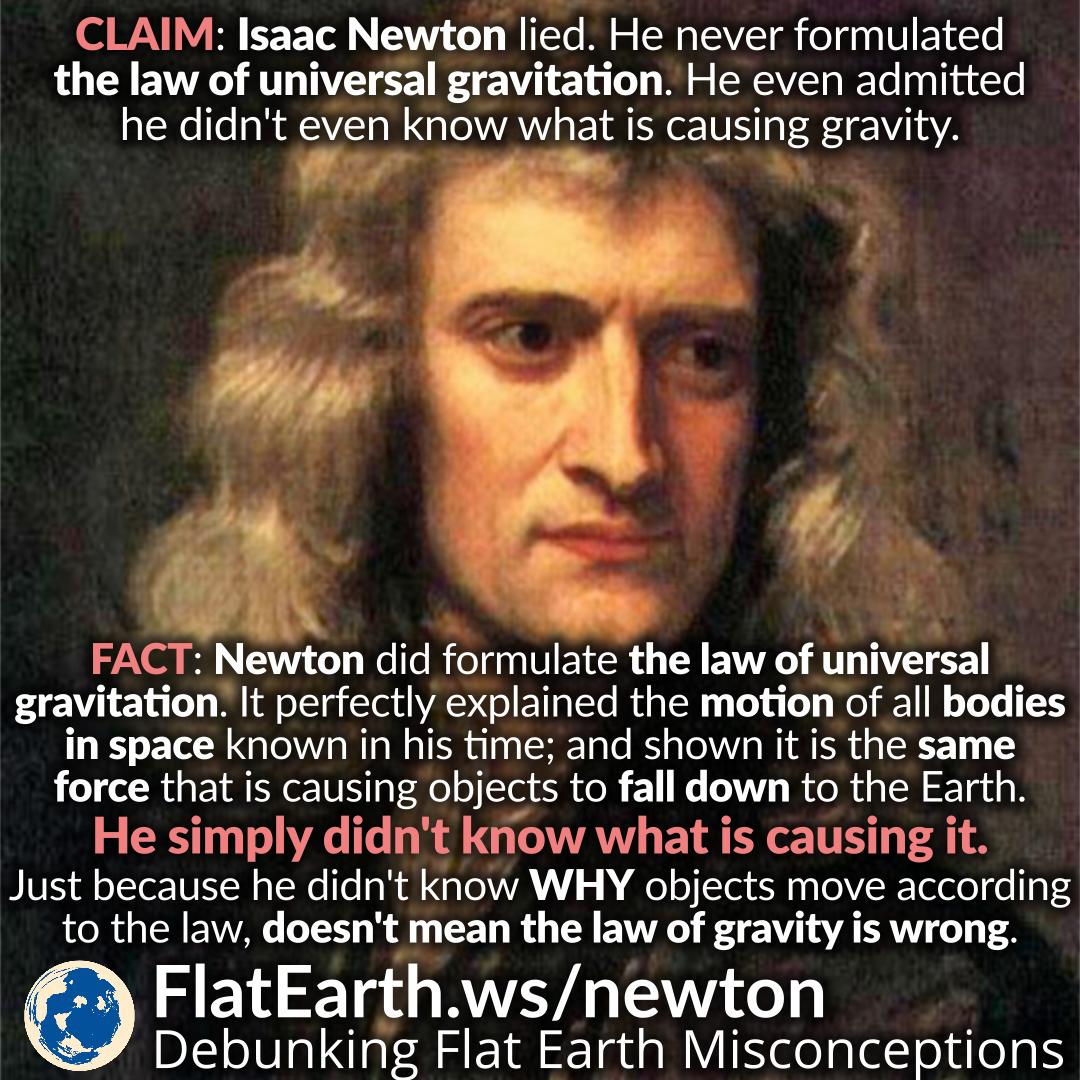 CLAIM: Isaac Newton lied. He never formulated
the law of universal gravitation. He even admitted
he didn't even know what is causing gravity.
FACT: Newton did formulate the law of universal
gravitation. It perfectly explained the motion of all bodies
in space known in his time; and shown it is the same
force that is causing objects to fall down to the Earth.
He simply didn't know what is causing it.
Just because he didn't know WHY objects move according
to the law, doesn't mean the law of gravity is wrong.
FlatEarth.ws/newton
Debunking Flat Earth Misconceptions